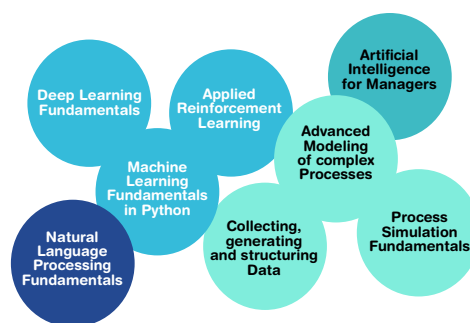 Artificial
Intelligence
for Managers
Deep Learning
Fundamentals
Applied
Reinforcement
Learning
Advanced
Modeling
of complex
Processes
Machine
Learning
Fundamentals
in Python
Collecting,
generating
and structuring
Data
Process
Simulation
Fundamentals
Natural
Language
Processing
Fundamentals